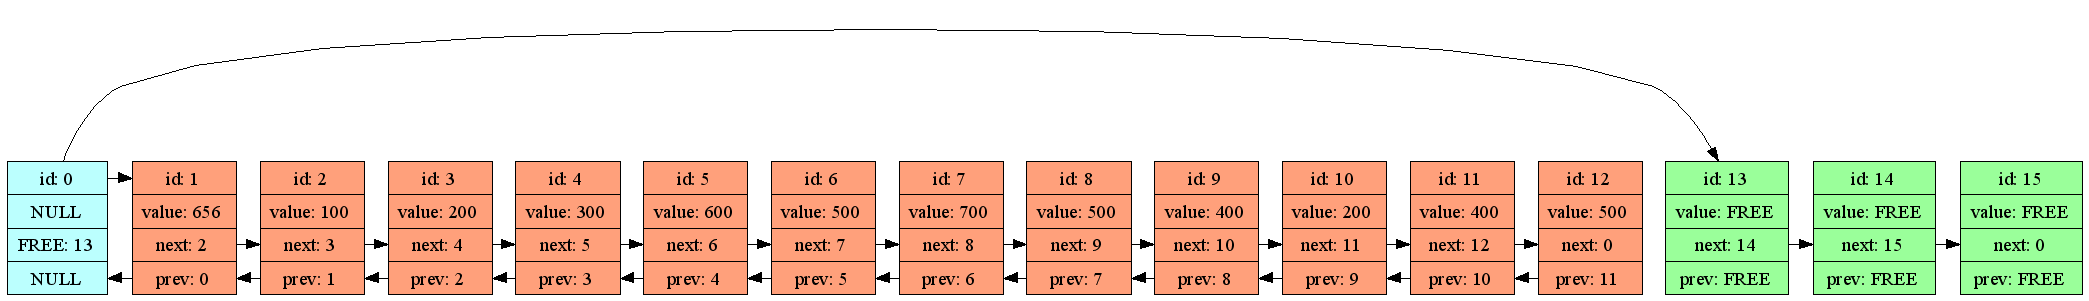 id: 0
NULL
FREE: 13
NULL
id: 1
value: 656
next: 2
prev: 0
id: 2
value: 100
next: 3
prev: 1
id: 3
value: 200
next: 4
prev: 2
id: 4
value: 300
next: 5
prev: 3
id: 5
value: 600
next: 6
prev: 4
id: 6
value: 500
next: 7
prev: 5
id: 7
value: 700
next: 8
prev: 6
id: 8
value: 500
next: 9
prev: 7
id: 9
value: 400
next: 10
prev: 8
id: 10
value: 200
next: 11
prev: 9
id: 11
value: 400
next: 12
prev: 10
id: 12
value: 500
next: 0
prev: 11
id: 13
value: FREE
next: 14
prev: FREE
id: 14
value: FREE
next: 15
prev: FREE
id: 15
value: FREE
next: 0
prev: FREE